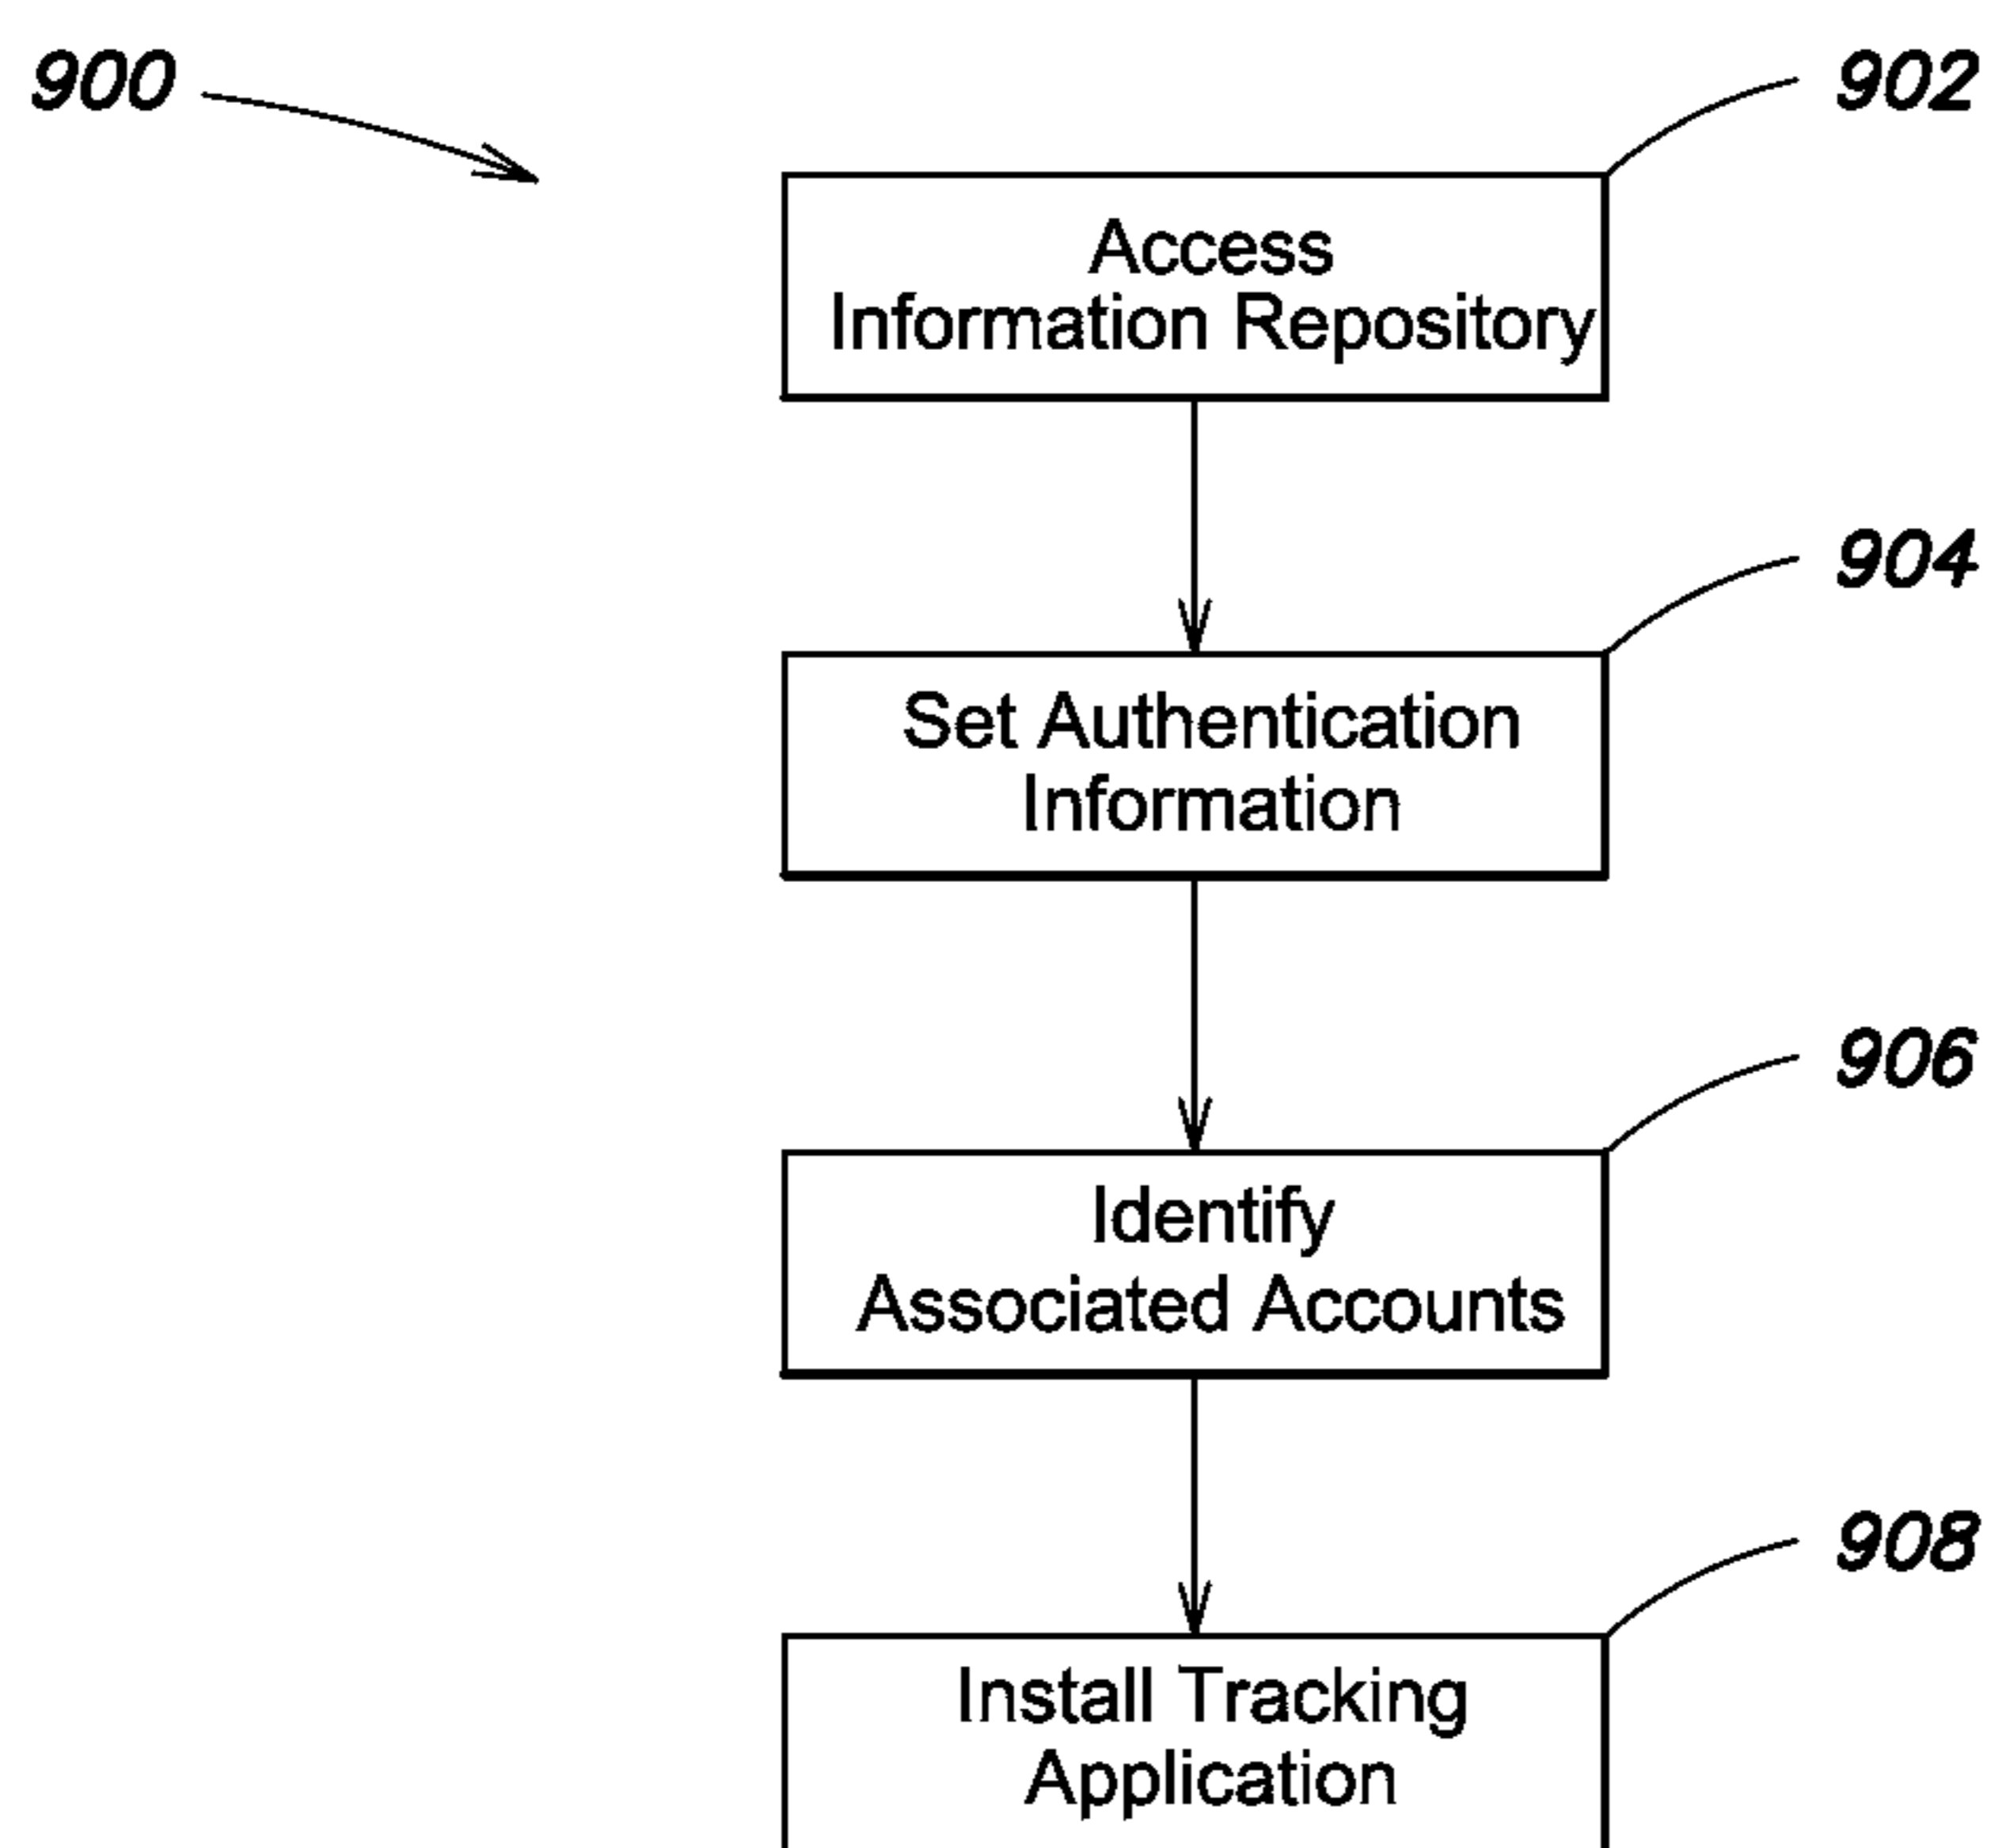 900
902
Access
Information Repository
904
Set Authentication
Information
906
Identify
Associated Accounts
908
Install Tracking
Application